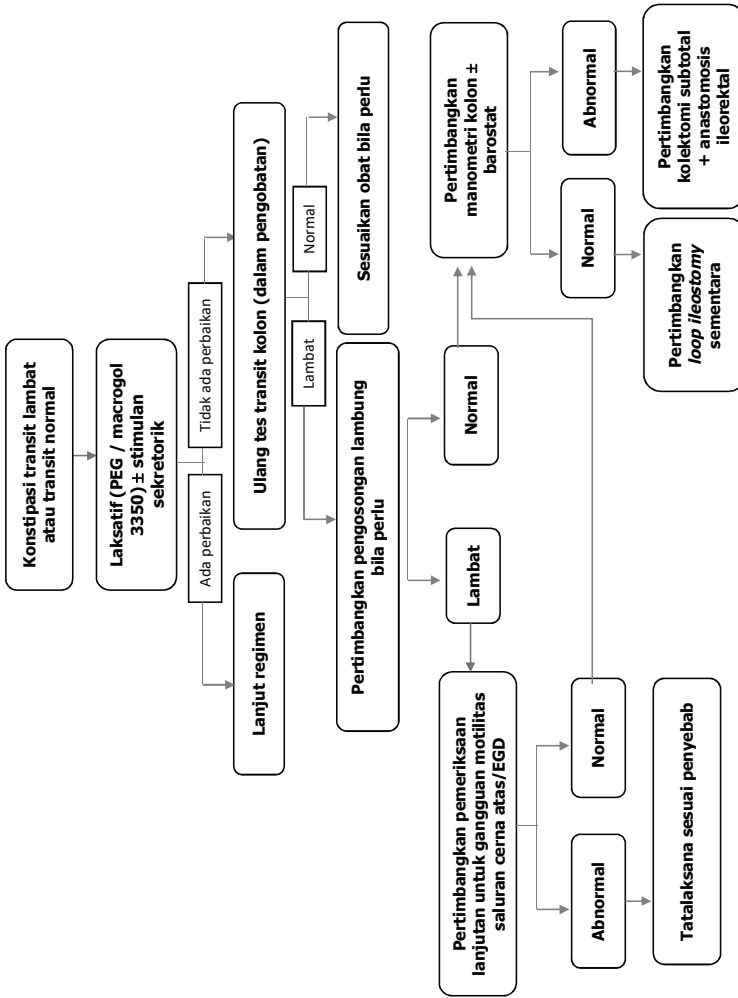 Konstipasi transit lambat
atau transit normal
Laksatif (PEG / macrogol
3350) ± stimulan
sekretorik
Ada perbaikan
Tidak ada perbaikan
Lanjut regimen
Ulang tes transit kolon (dalam pengobatan)
Lambat
Normal
Pertimbangkan pengosongan lambung
bila perlu
Sesuaikan obat bila perlu
Lambat
Normal
Pertimbangkan pemeriksaan
lanjutan untuk gangguan motilitas
saluran cerna atas/EGD
Pertimbangkan
manometri kolon ±
barostat
Abnormal
Normal
Normal
Abnormal
Tatalaksana sesuai penyebab
Pertimbangkan
loop ileostomy
sementara
Pertimbangkan
kolektomi subtotal
+ anastomosis
ileorektal